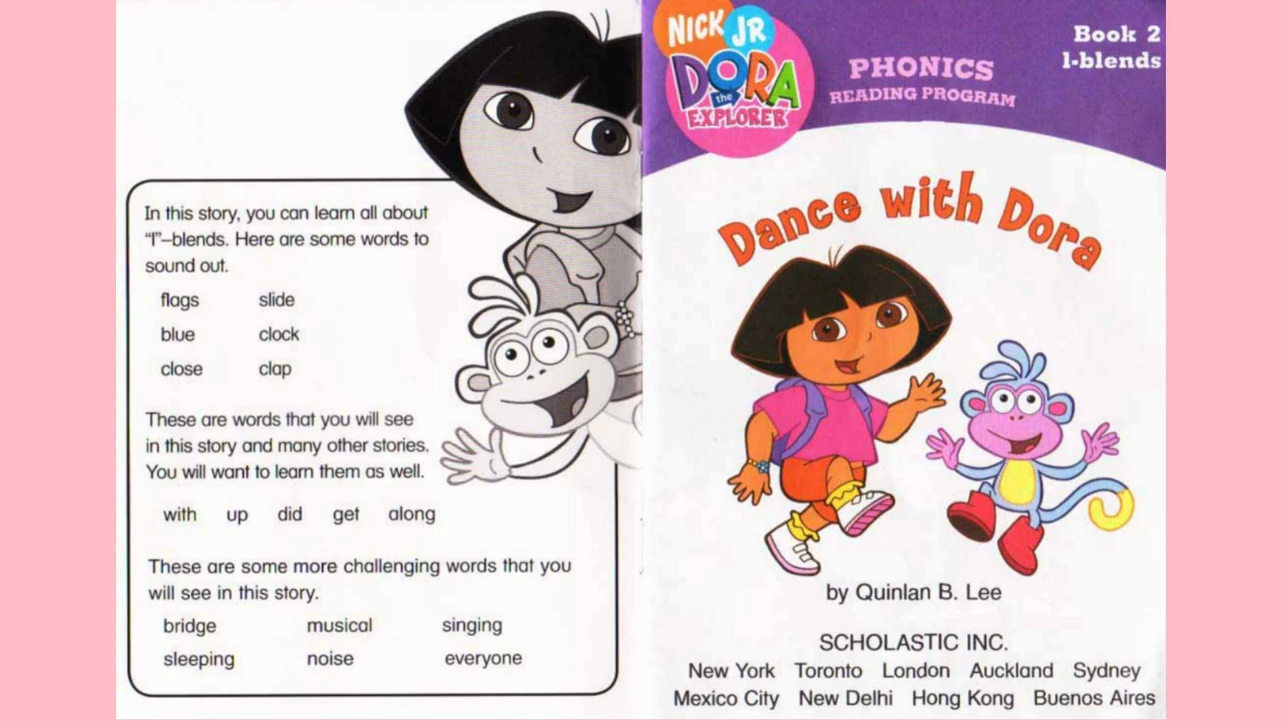 In this story, you can learn all about
“l”–blends. Here are some words to
sound out.
flags slide
blue clock
close clap
These are words that you will see
in this story and many other stories.
You will want to learn them as well.
with up did get along
These are some more challenging words that you
will see in this story.
bridge musical singing
sleeping noise everyone
NICK JR
DORA
the
EXPLORER
PHONICS
READING PROGRAM
Book 2
l-blends
Dance with Dora
by Quinlan B. Lee
SCHOLASTIC INC.
New York Toronto London Auckland Sydney
Mexico City New Delhi Hong Kong Buenos Aires